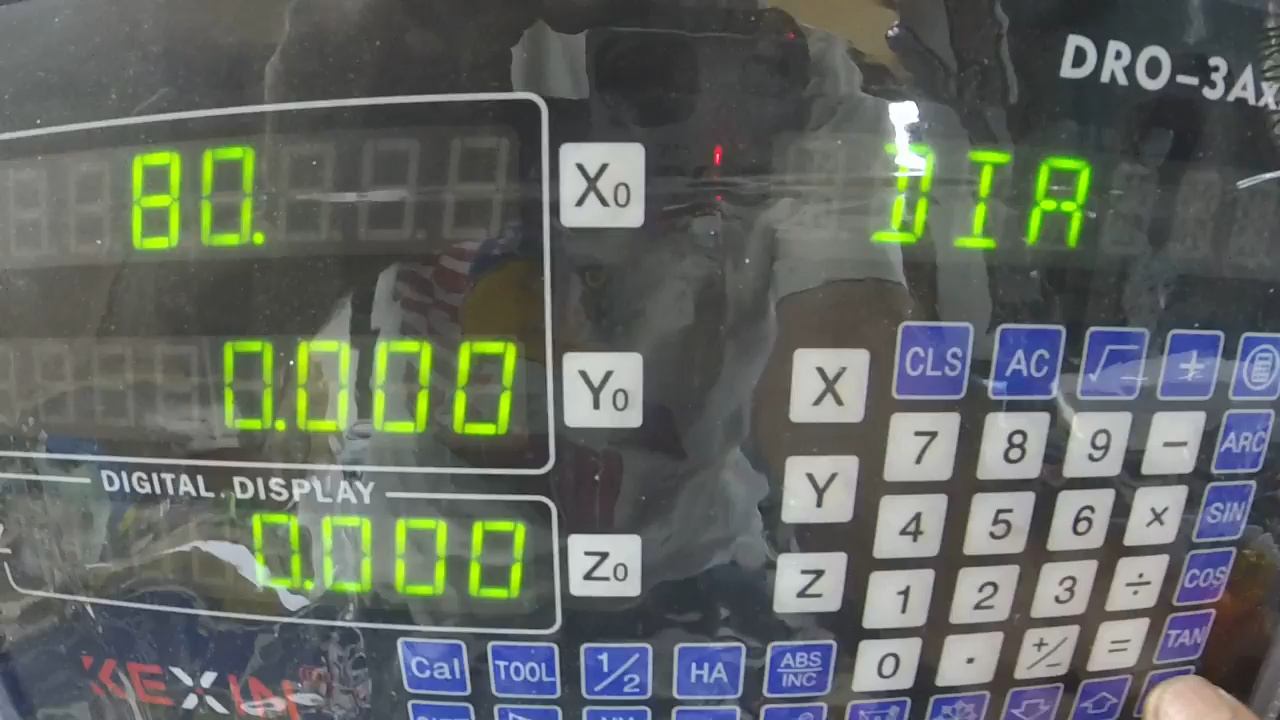 DRO-3Ax
80.
X0
DIA
0.000
Y0
X
CLS
AC
√
+
ARC
7
8
9
−
DIGITAL DISPLAY
Y
4
5
6
×
SIN
0.000
Z0
Z
1
2
3
÷
COS
KEXIN
Cal
TOOL
1/2
HA
ABS
INC
0
.
+/−
=
TAN